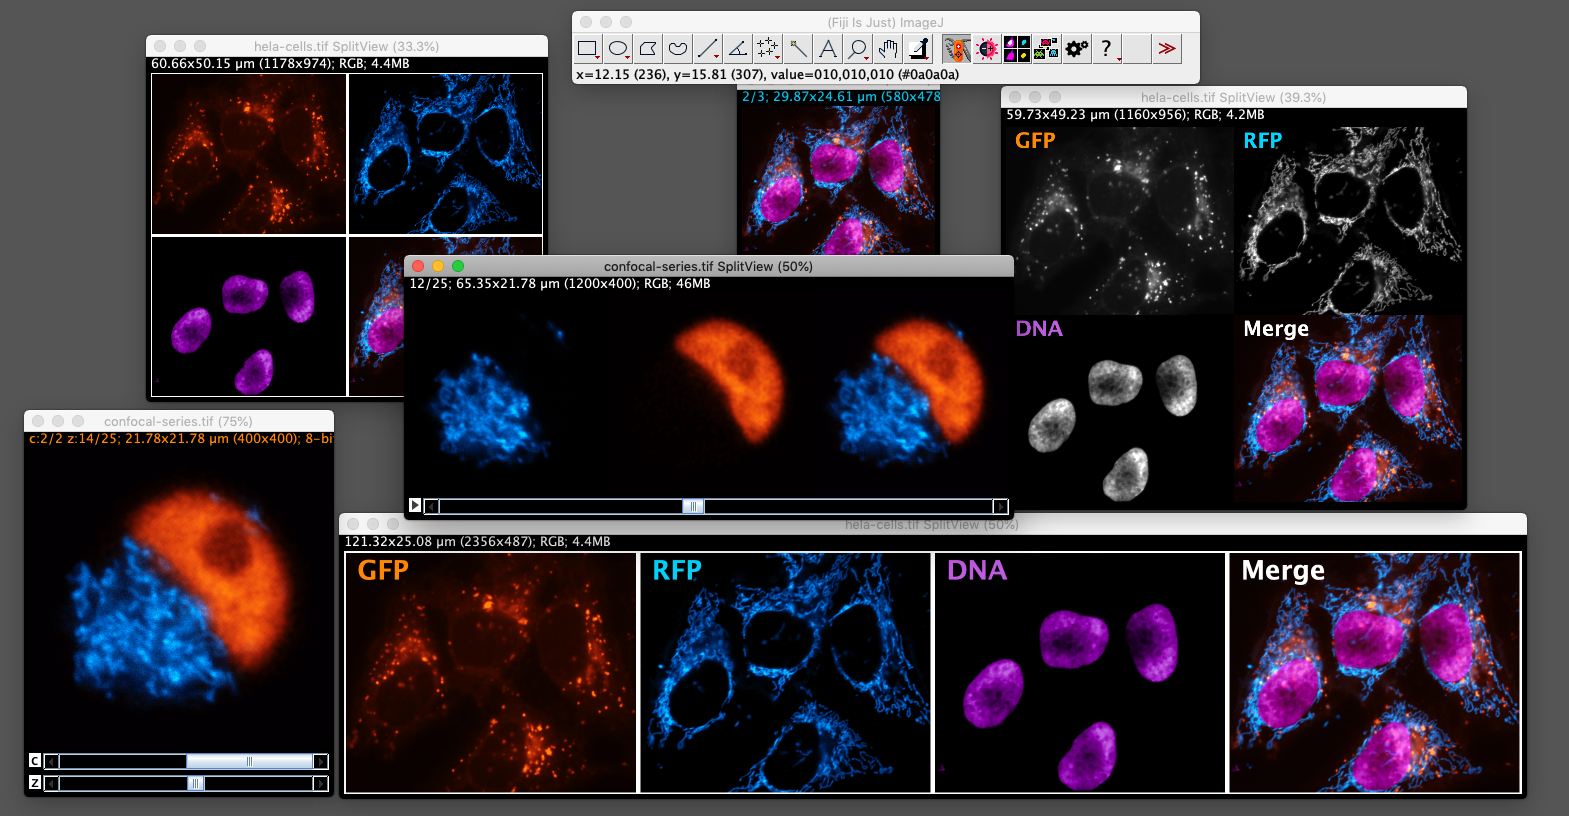 (Fiji Is Just) ImageJ
A
?
x=12.15 (236), y=15.81 (307), value=010,010,010 (#0a0a0a)
hela-cells.tif SplitView (33.3%)
60.66x50.15 µm (1178x974); RGB; 4.4MB
2/3; 29.87x24.61 µm (580x478
hela-cells.tif SplitView (39.3%)
59.73x49.23 µm (1160x956); RGB; 4.2MB
GFP
RFP
DNA
Merge
confocal-series.tif SplitView (50%)
12/25; 65.35x21.78 µm (1200x400); RGB; 46MB
confocal-series.tif (75%)
c:2/2 z:14/25; 21.78x21.78 µm (400x400); 8-bi
C
Z
hela-cells.tif SplitView (50%)
121.32x25.08 µm (2356x487); RGB; 4.4MB
GFP
RFP
DNA
Merge